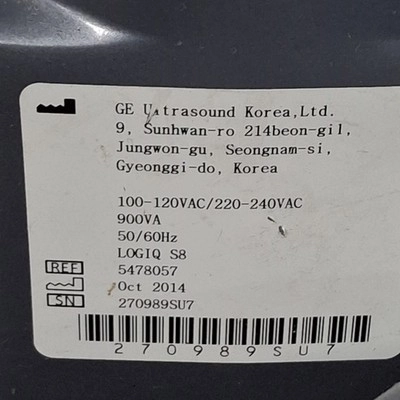 GE Ultrasound Korea,Ltd.
9, Sunhwan-ro 214beon-gil,
Jungwon-gu, Seongnam-si,
Gyeonggi-do, Korea
100-120VAC/220-240VAC
900VA
50/60Hz
LOGIQ S8
REF 5478057
Oct 2014
SN 270989SU7
270989SU7